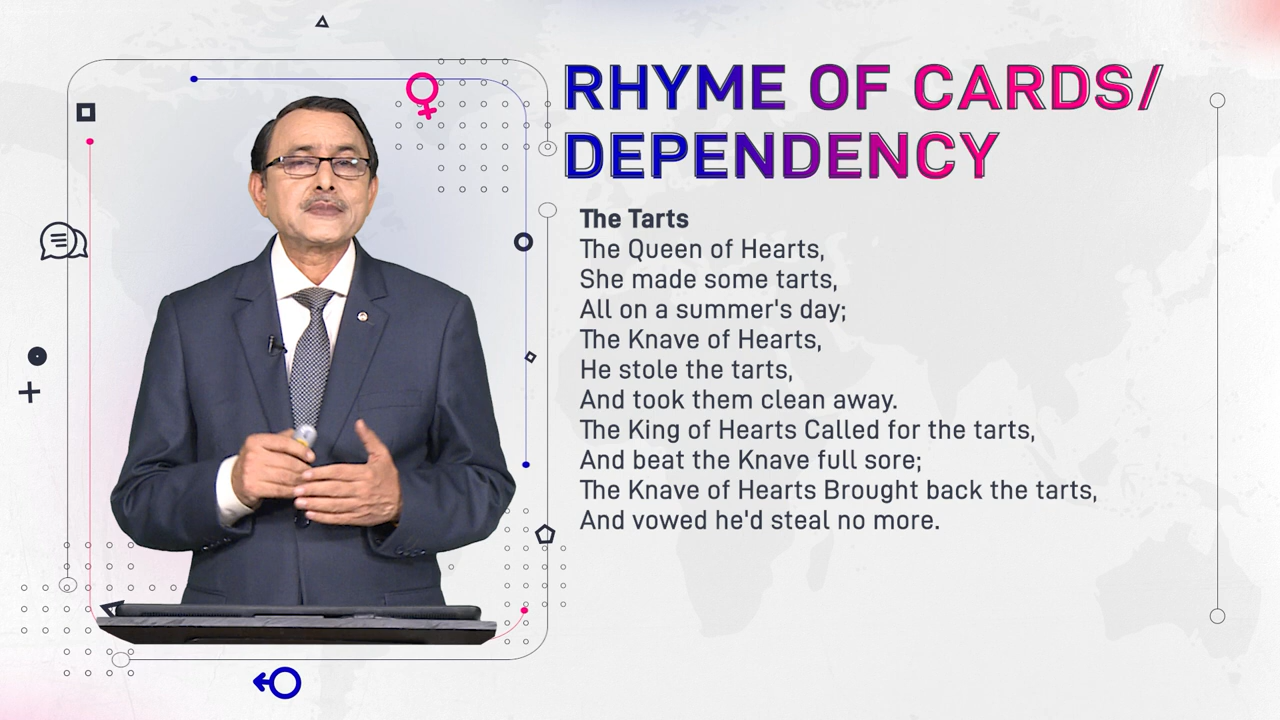 RHYME OF CARDS/
DEPENDENCY
The Tarts
The Queen of Hearts,
She made some tarts,
All on a summer's day;
The Knave of Hearts,
He stole the tarts,
And took them clean away.
The King of Hearts Called for the tarts,
And beat the Knave full sore;
The Knave of Hearts Brought back the tarts,
And vowed he'd steal no more.